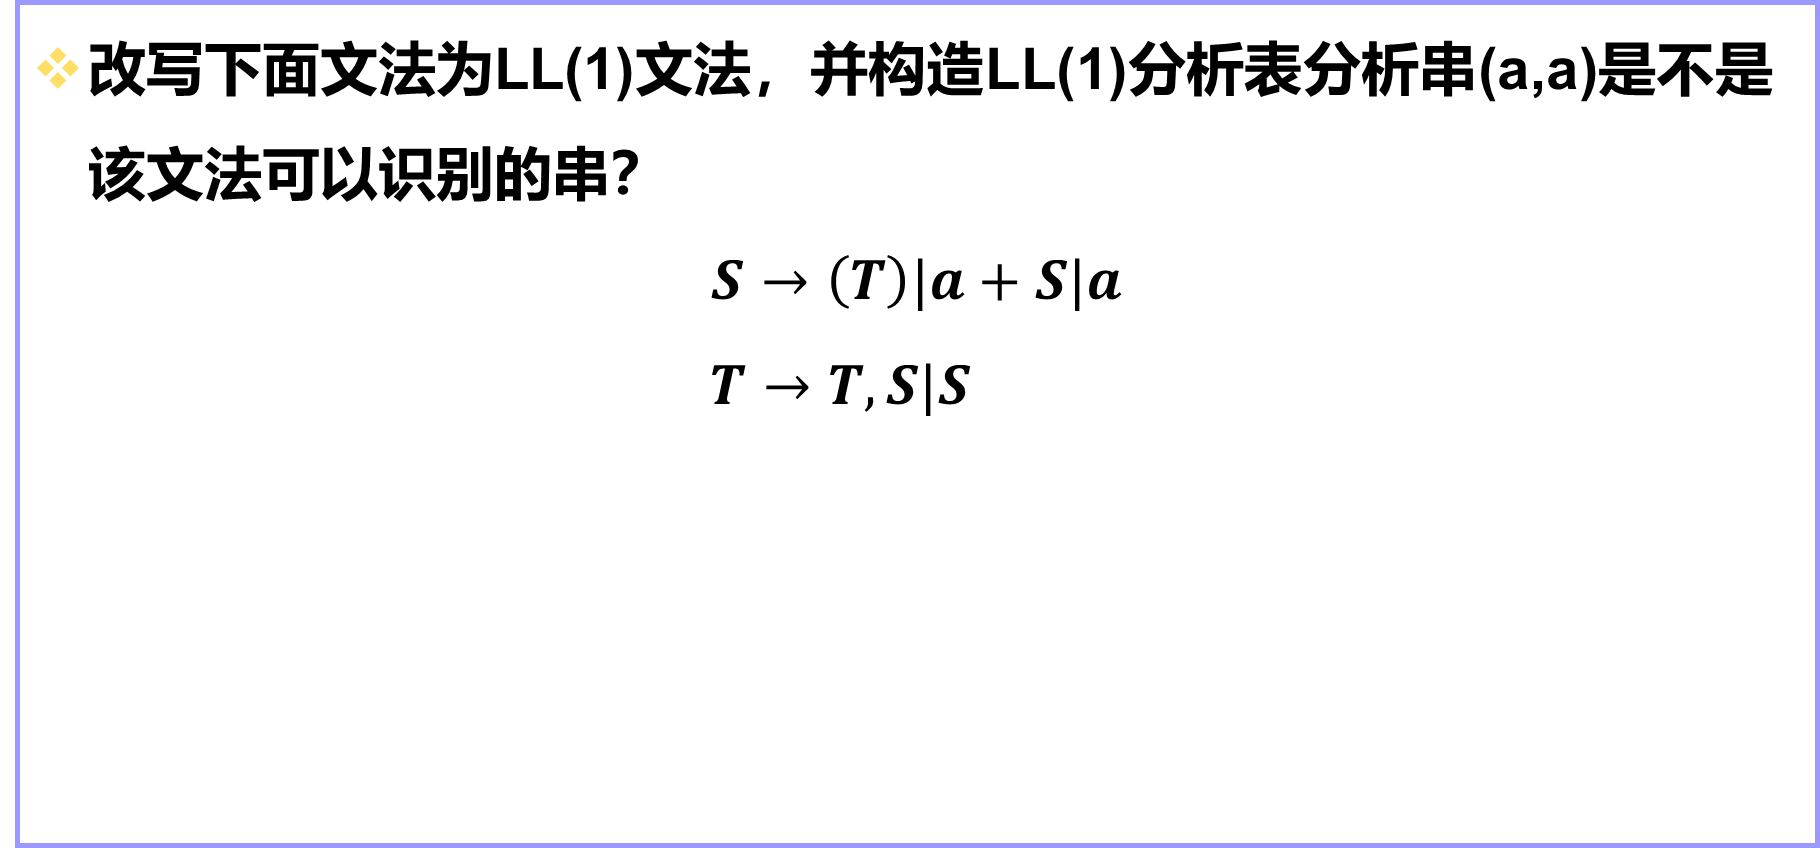 改写下面文法为LL(1)文法，并构造LL(1)分析表分析串(a,a)是不是
该文法可以识别的串？
S → (T)|a + S|a
T → T, S|S